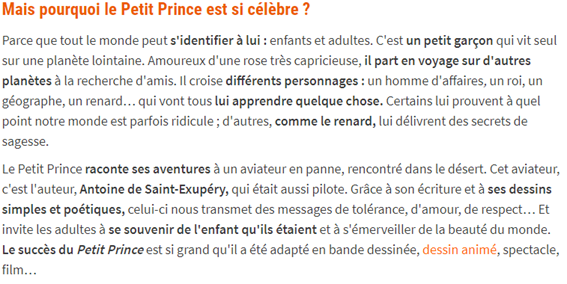 Mais pourquoi le Petit Prince est si célèbre ?
Parce que tout le monde peut s'identifier à lui : enfants et adultes. C'est un petit garçon qui vit seul
sur une planète lointaine. Amoureux d'une rose très capricieuse, il part en voyage sur d'autres
planètes à la recherche d'amis. Il croise différents personnages : un homme d'affaires, un roi, un
géographe, un renard… qui vont tous lui apprendre quelque chose. Certains lui prouvent à quel
point notre monde est parfois ridicule ; d'autres, comme le renard, lui délivrent des secrets de
sagesse.
Le Petit Prince raconte ses aventures à un aviateur en panne, rencontré dans le désert. Cet aviateur,
c'est l'auteur, Antoine de Saint-Exupéry, qui était aussi pilote. Grâce à son écriture et à ses dessins
simples et poétiques, celui-ci nous transmet des messages de tolérance, d'amour, de respect… Et
invite les adultes à se souvenir de l'enfant qu'ils étaient et à s'émerveiller de la beauté du monde.
Le succès du Petit Prince est si grand qu'il a été adapté en bande dessinée, dessin animé, spectacle,
film…